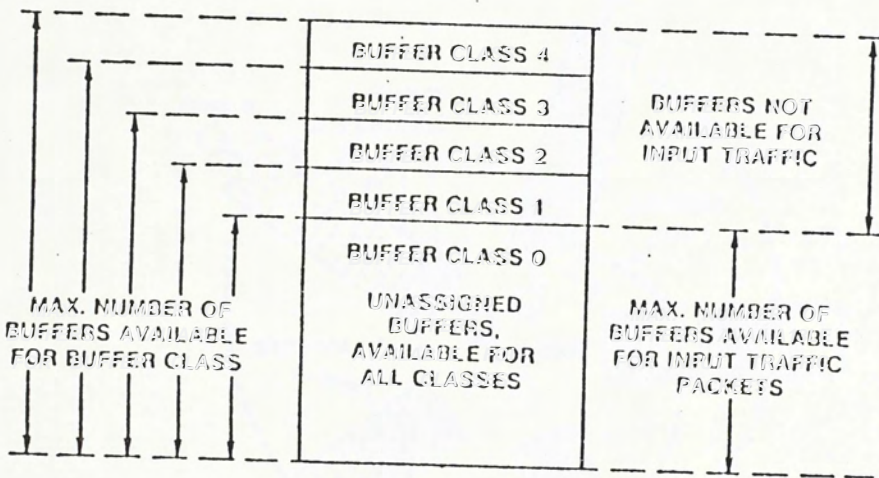 BUFFER CLASS 4
BUFFER CLASS 3
BUFFER CLASS 2
BUFFER CLASS 1
BUFFER CLASS 0
UNASSIGNED
BUFFERS,
AVAILABLE FOR
ALL CLASSES
MAX. NUMBER OF
BUFFERS AVAILABLE
FOR BUFFER CLASS
BUFFERS NOT
AVAILABLE FOR
INPUT TRAFFIC
MAX. NUMBER OF
BUFFERS AVAILABLE
FOR INPUT TRAFFIC
PACKETS